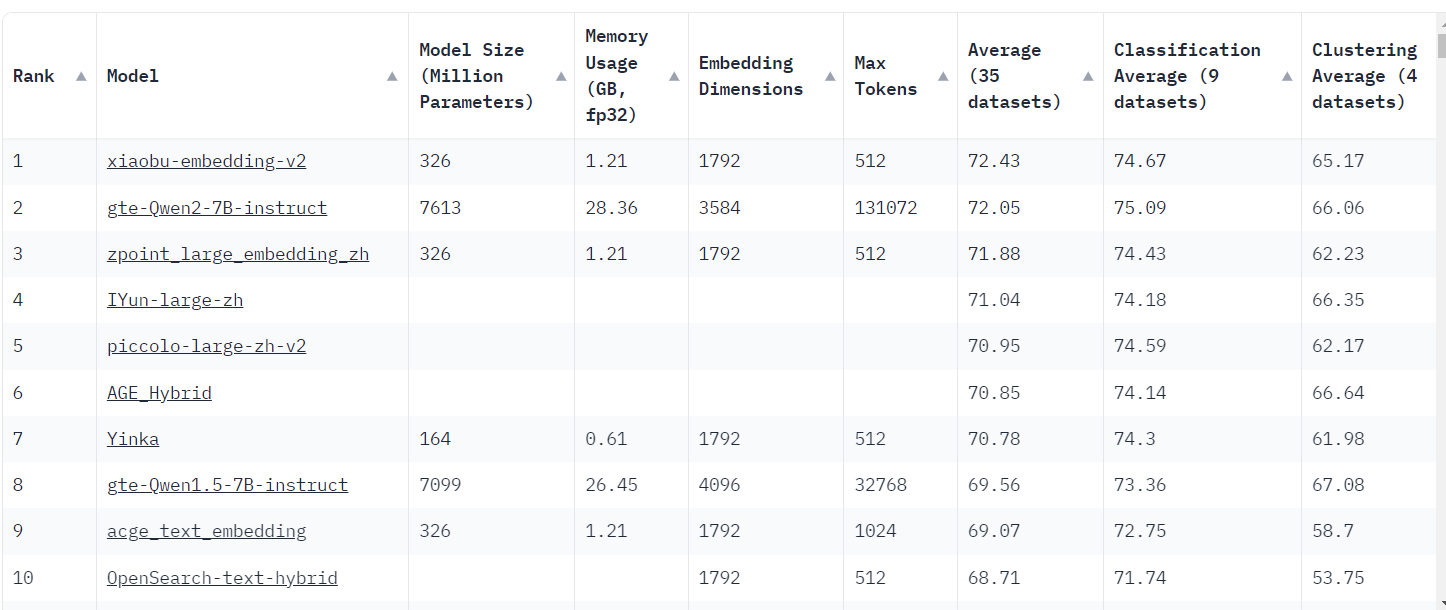 Rank Model Model Size (Million Parameters) Memory Usage (GB, fp32) Embedding Dimensions Max Tokens Average (35 datasets) Classification Average (9 datasets) Clustering Average (4 datasets)
1 xiaobu-embedding-v2 326 1.21 1792 512 72.43 74.67 65.17
2 gte-Qwen2-7B-instruct 7613 28.36 3584 131072 72.05 75.09 66.06
3 zpoint_large_embedding_zh 326 1.21 1792 512 71.88 74.43 62.23
4 IYun-large-zh 71.04 74.18 66.35
5 piccolo-large-zh-v2 70.95 74.59 62.17
6 AGE_Hybrid 70.85 74.14 66.64
7 Yinka 164 0.61 1792 512 70.78 74.3 61.98
8 gte-Qwen1.5-7B-instruct 7099 26.45 4096 32768 69.56 73.36 67.08
9 acge_text_embedding 326 1.21 1792 1024 69.07 72.75 58.7
10 OpenSearch-text-hybrid 1792 512 68.71 71.74 53.75